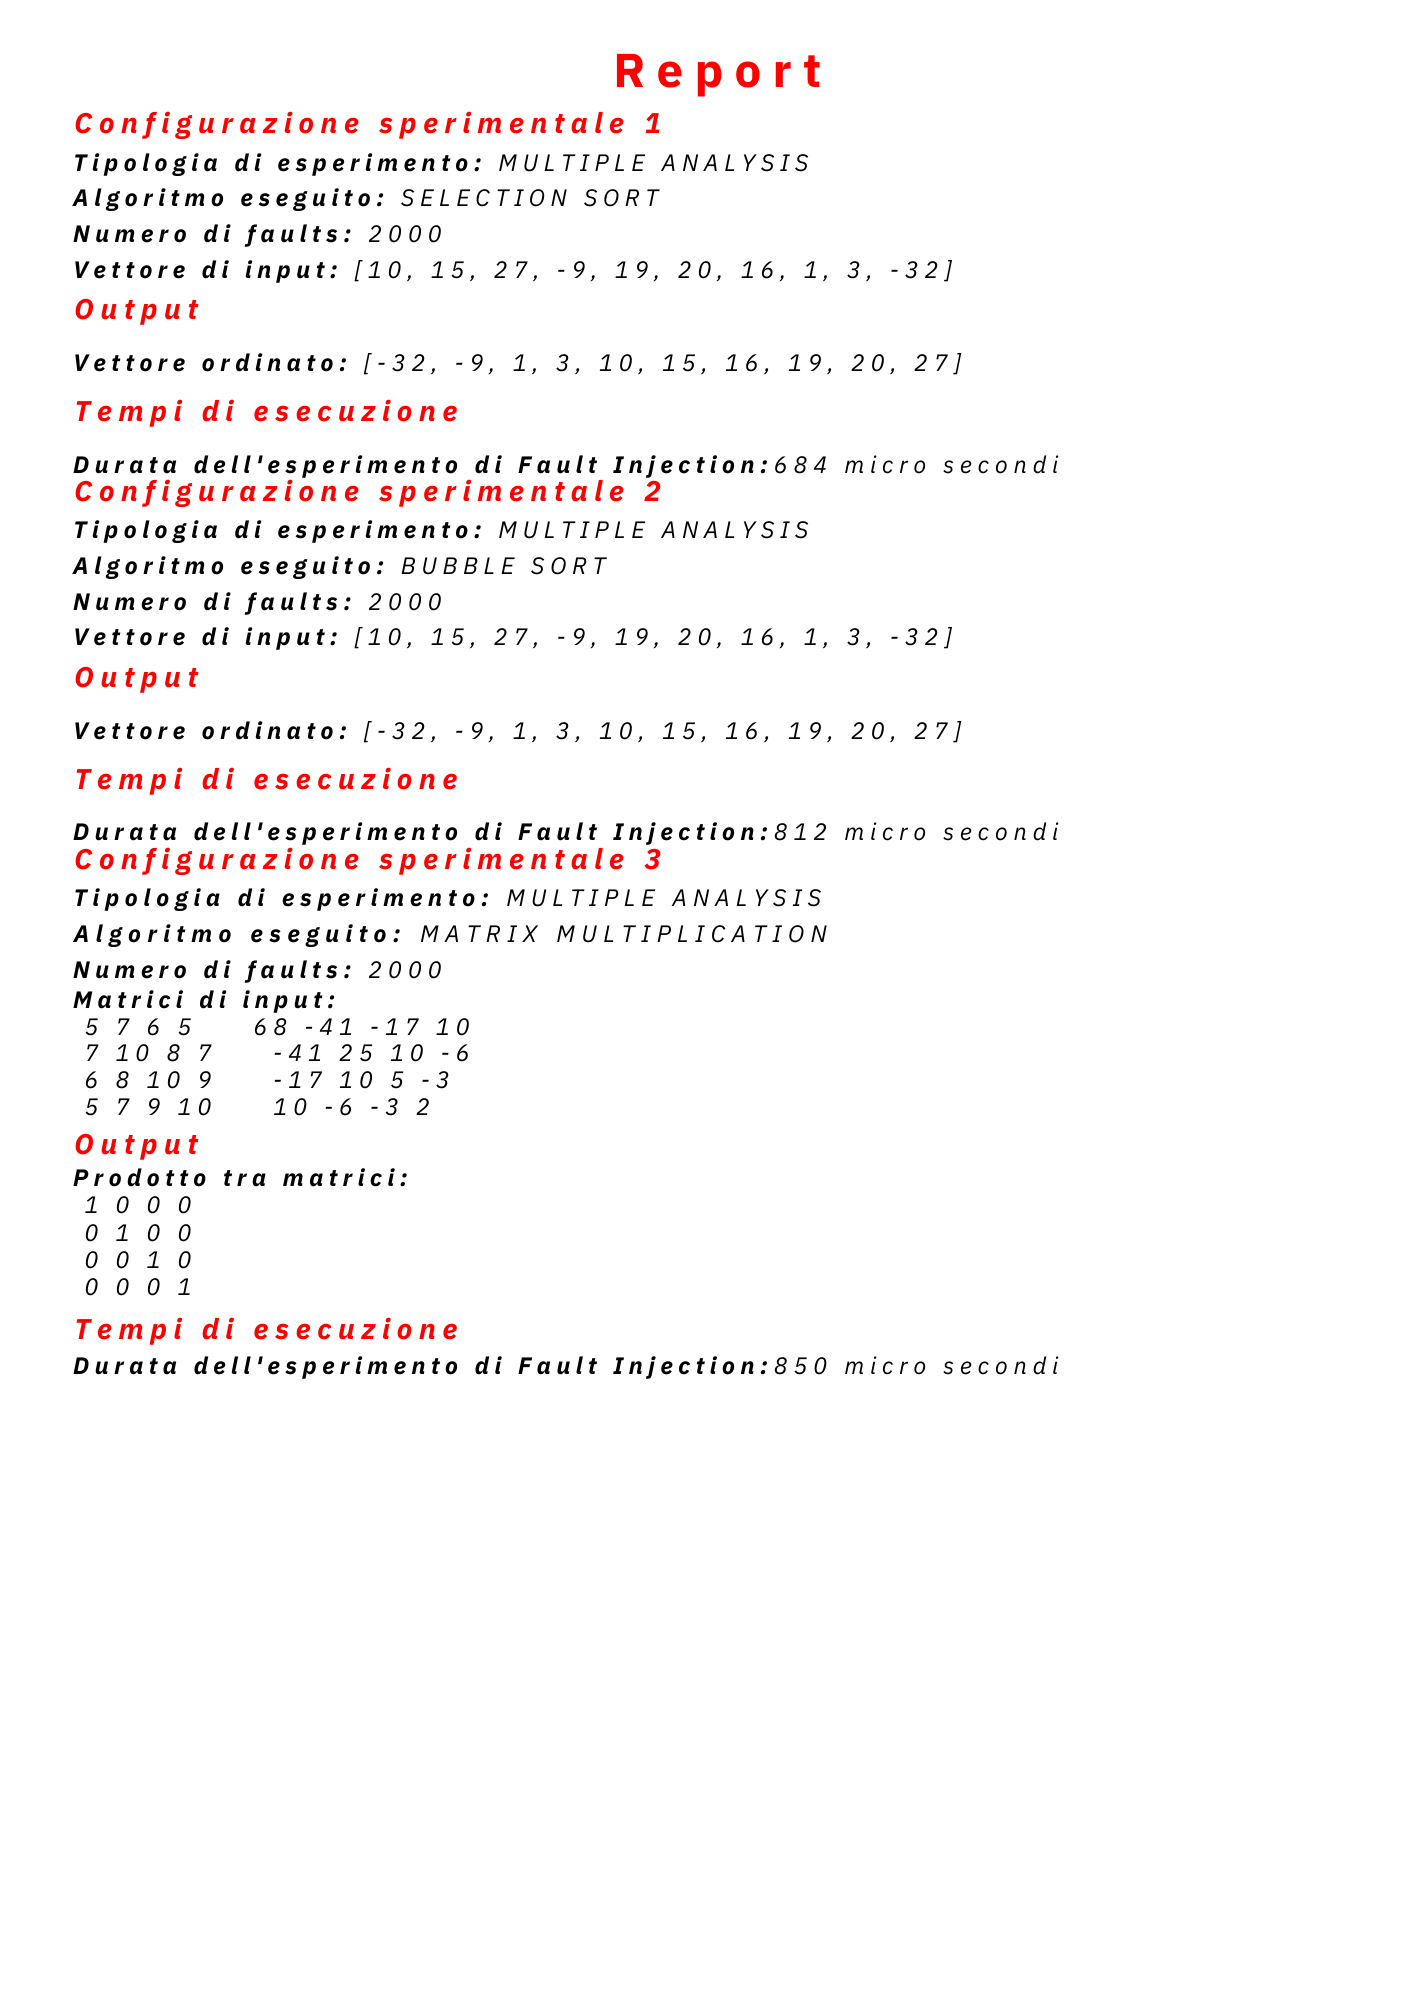 Report
Configurazione sperimentale 1
Tipologia di esperimento: MULTIPLE ANALYSIS
Algoritmo eseguito: SELECTION SORT
Numero di faults: 2000
Vettore di input: [10, 15, 27, -9, 19, 20, 16, 1, 3, -32]
Output
Vettore ordinato: [-32, -9, 1, 3, 10, 15, 16, 19, 20, 27]
Tempi di esecuzione
Durata dell'esperimento di Fault Injection:684 micro secondi
Configurazione sperimentale 2
Tipologia di esperimento: MULTIPLE ANALYSIS
Algoritmo eseguito: BUBBLE SORT
Numero di faults: 2000
Vettore di input: [10, 15, 27, -9, 19, 20, 16, 1, 3, -32]
Output
Vettore ordinato: [-32, -9, 1, 3, 10, 15, 16, 19, 20, 27]
Tempi di esecuzione
Durata dell'esperimento di Fault Injection:812 micro secondi
Configurazione sperimentale 3
Tipologia di esperimento: MULTIPLE ANALYSIS
Algoritmo eseguito: MATRIX MULTIPLICATION
Numero di faults: 2000
Matrici di input:
5 7 6 5 68 -41 -17 10
7 10 8 7 -41 25 10 -6
6 8 10 9 -17 10 5 -3
5 7 9 10 10 -6 -3 2
Output
Prodotto tra matrici:
1 0 0 0
0 1 0 0
0 0 1 0
0 0 0 1
Tempi di esecuzione
Durata dell'esperimento di Fault Injection:850 micro secondi